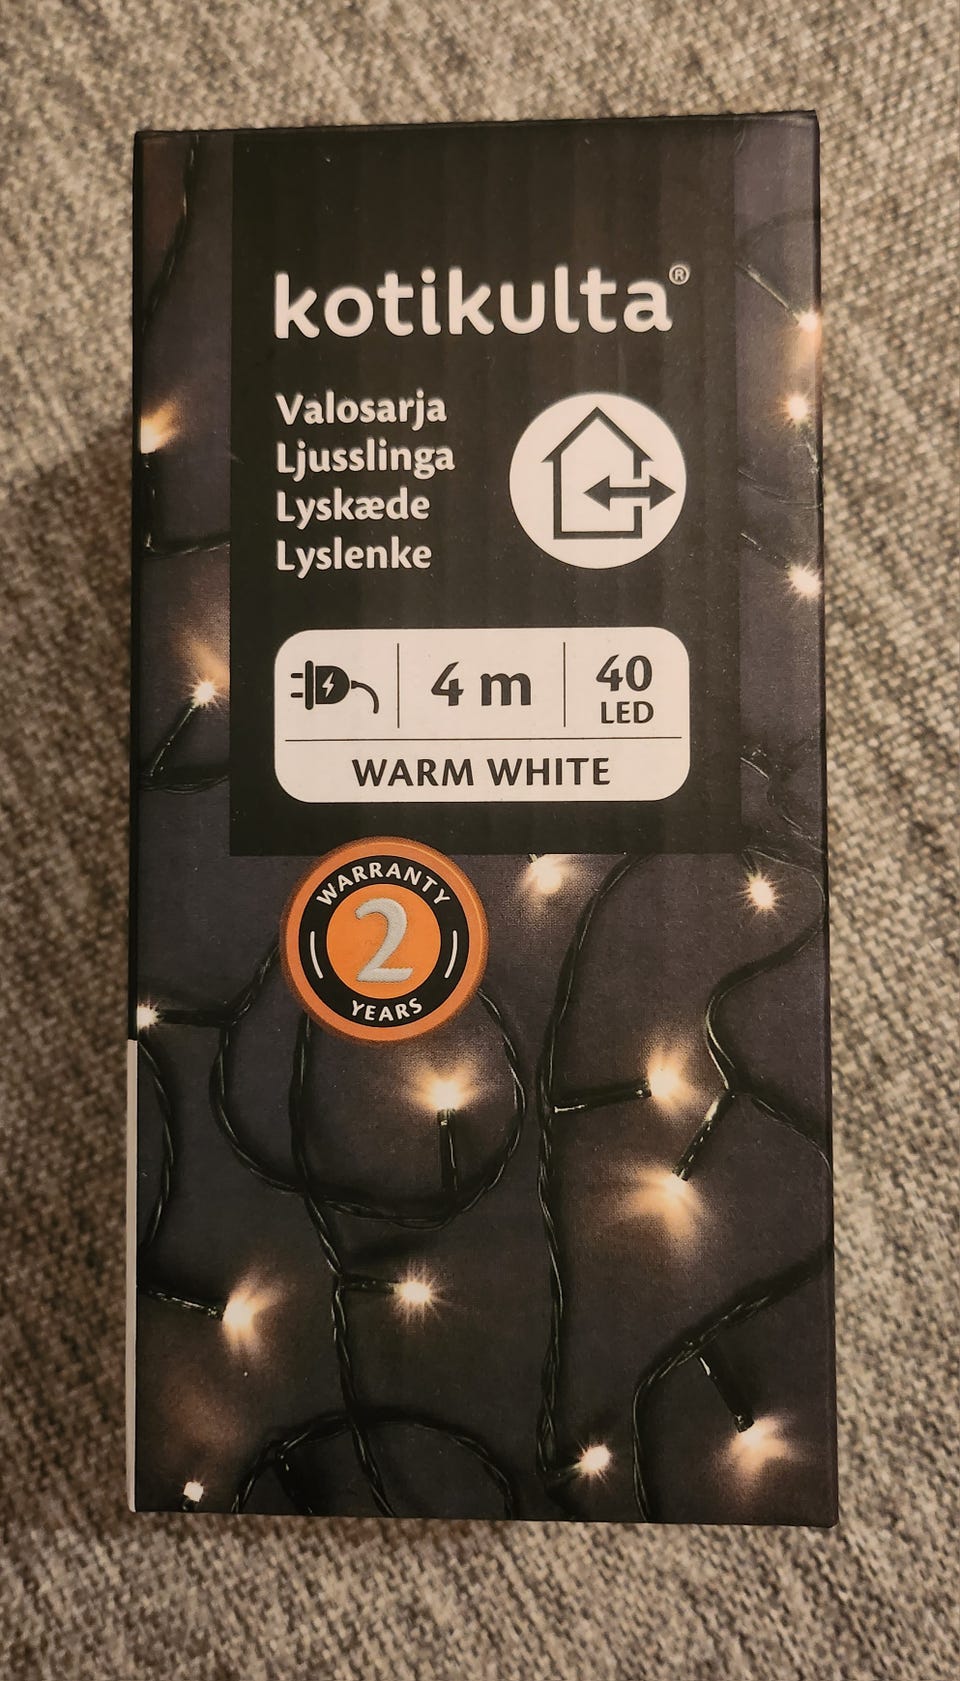 kotikulta®
Valosarja
Ljusslinga
Lyskæde
Lyslenke
4 m
40
LED
WARM WHITE
WARRANTY
2
YEARS